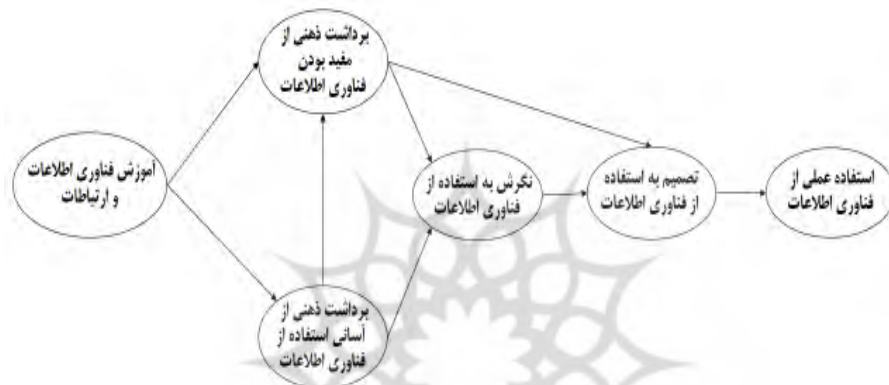 برداشت ذهنی از
مفید بودن
فناوری اطلاعات
آموزش فناوری اطلاعات
و ارتباطات
نگرش به استفاده از
فناوری اطلاعات
تصمیم به استفاده
از فناوری اطلاعات
استفاده عملی از
فناوری اطلاعات
برداشت ذهنی از
آسانی استفاده از
فناوری اطلاعات